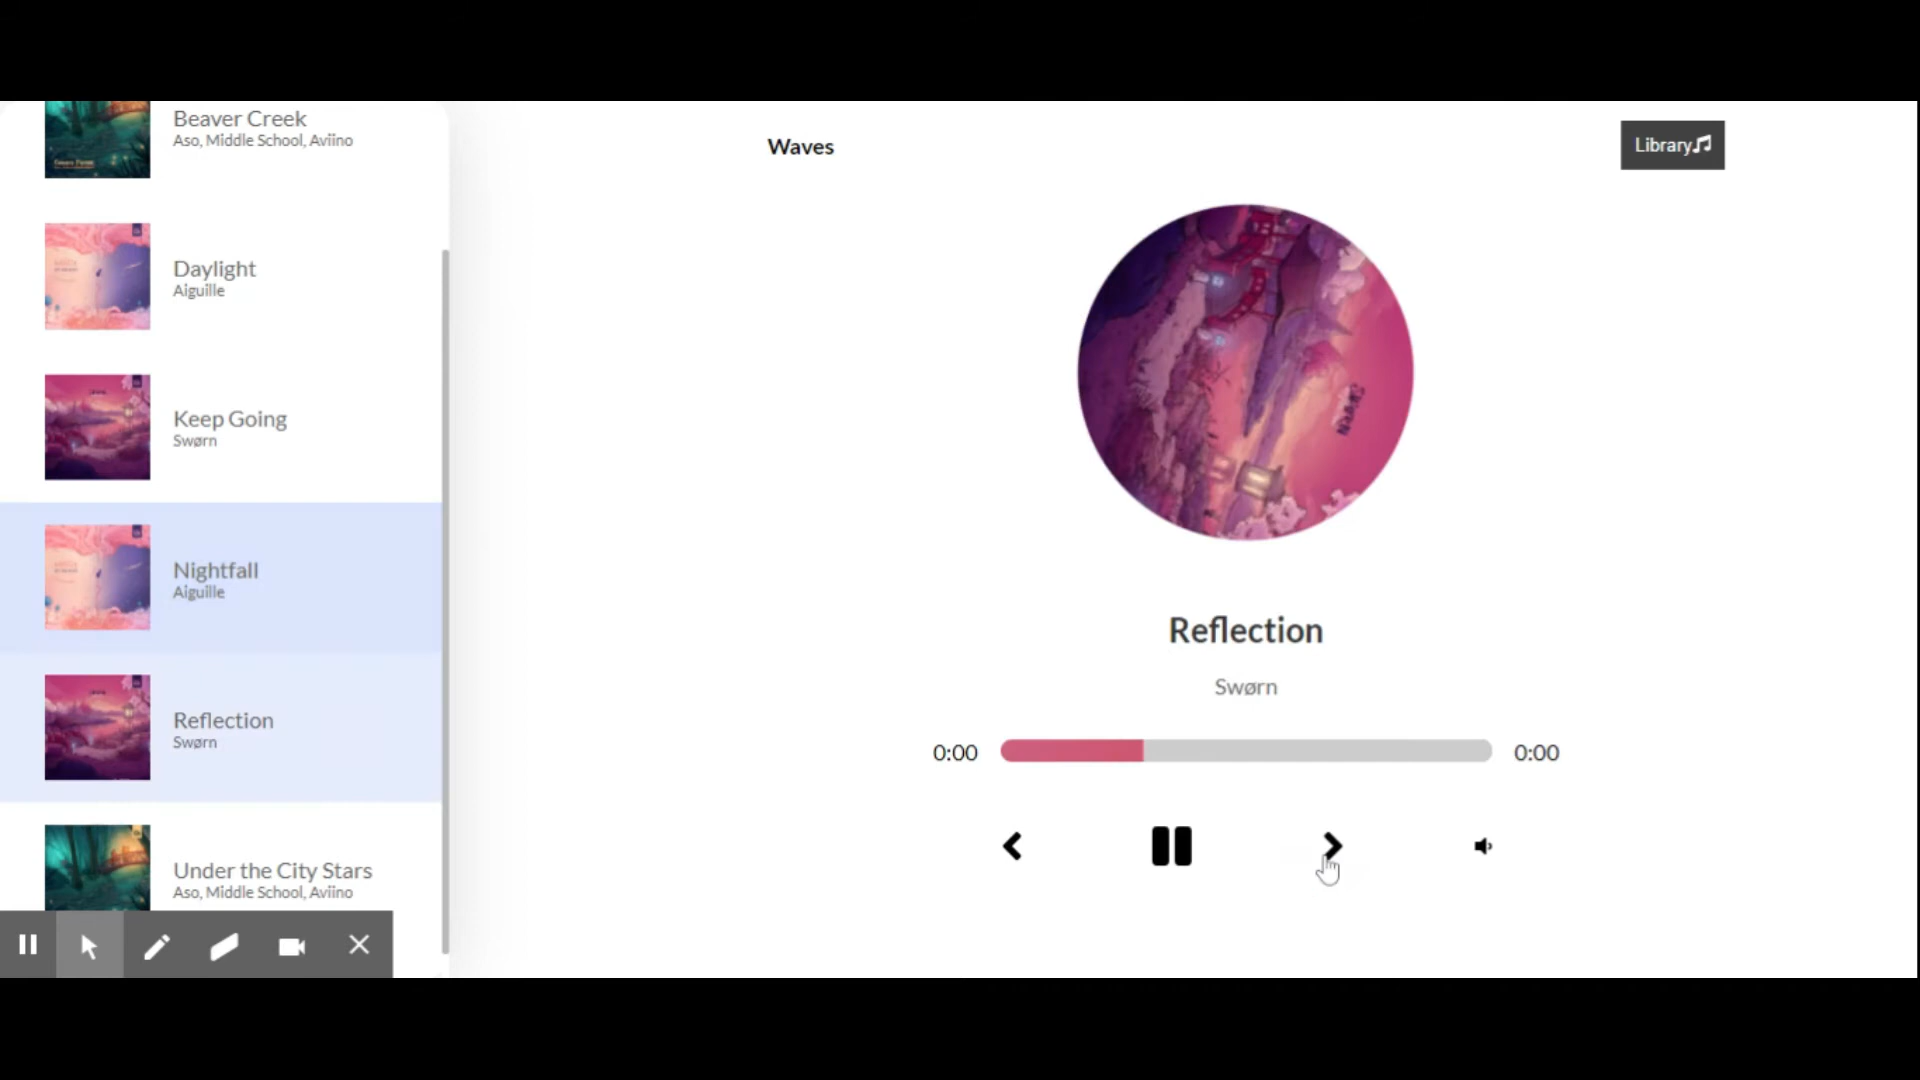 Beaver Creek
Aso, Middle School, Aviino
Daylight
Aiguille
Keep Going
Swørn
Nightfall
Aiguille
Reflection
Swørn
Under the City Stars
Aso, Middle School, Aviino
Waves
Library
Reflection
Swørn
0:00
0:00